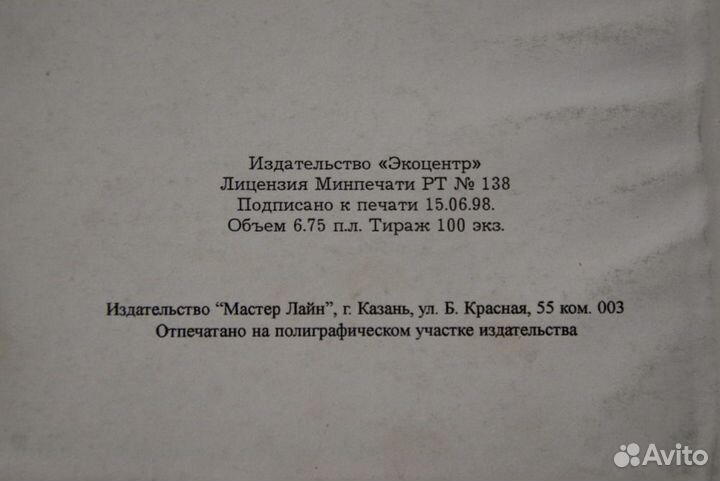 Издательство «Экоцентр»
Лицензия Минпечати РТ № 138
Подписано к печати 15.06.98.
Объем 6.75 п.л. Тираж 100 экз.
Издательство “Мастер Лайн”, г. Казань, ул. Б. Красная, 55 ком. 003
Отпечатано на полиграфическом участке издательства
Avito